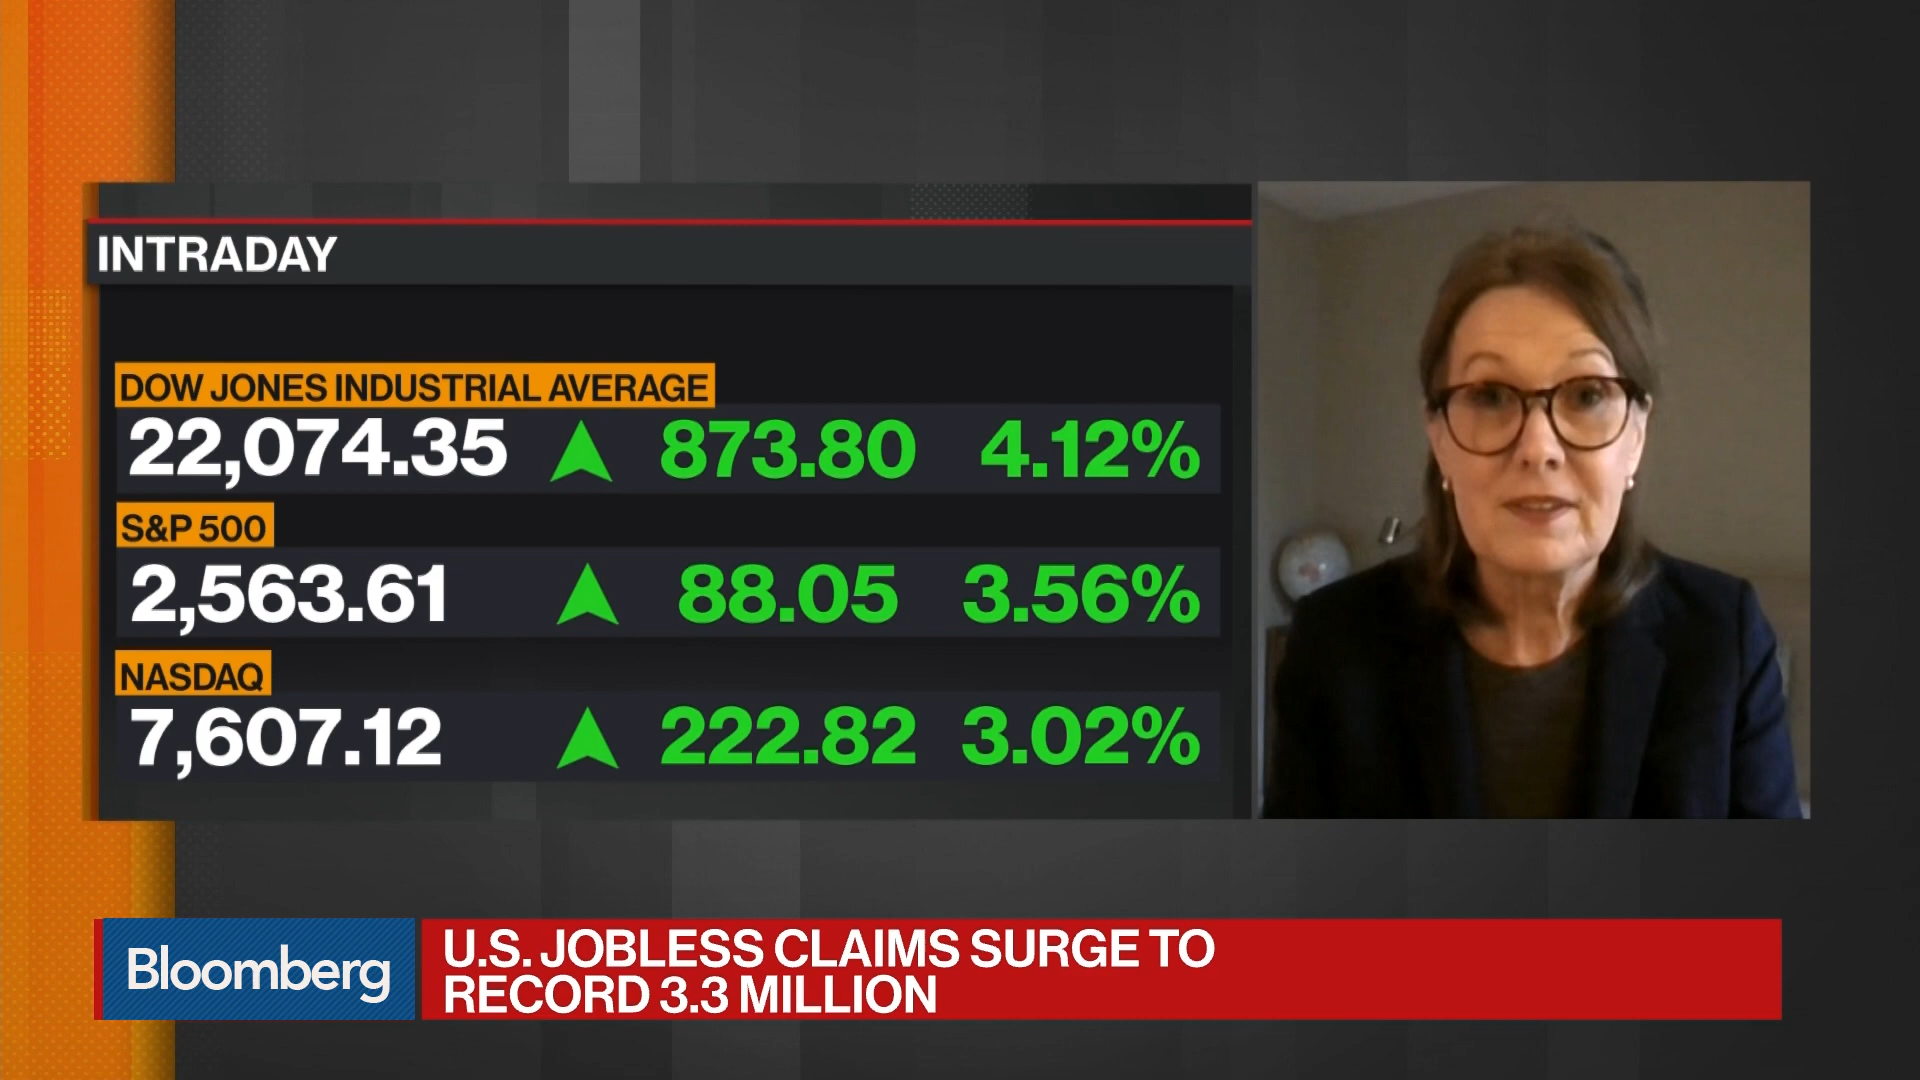 INTRADAY
DOW JONES INDUSTRIAL AVERAGE
22,074.35 ▲ 873.80 4.12%
S&P 500
2,563.61 ▲ 88.05 3.56%
NASDAQ
7,607.12 ▲ 222.82 3.02%
Bloomberg
U.S. JOBLESS CLAIMS SURGE TO
RECORD 3.3 MILLION